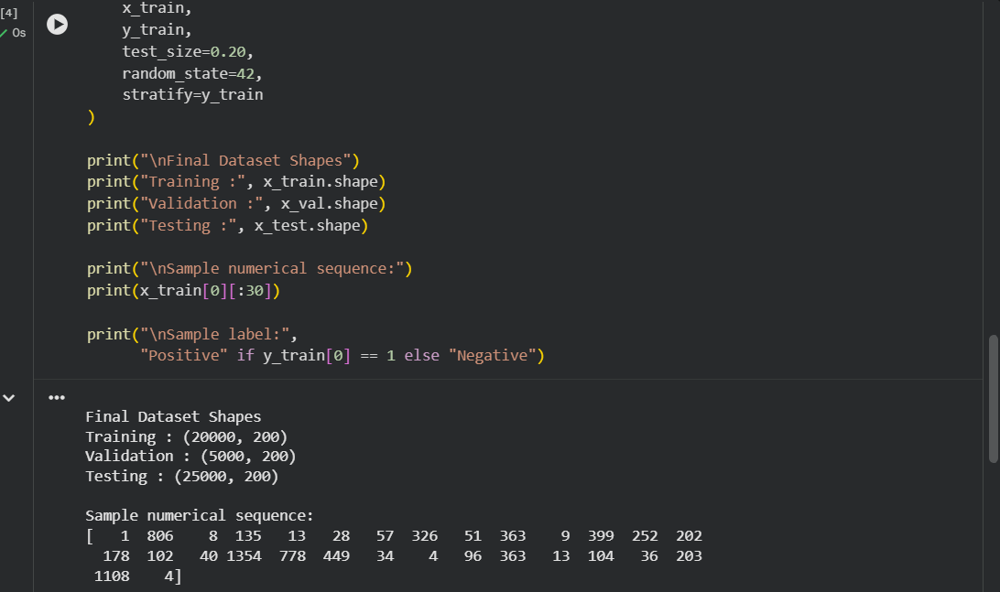 [4]
0s
x_train,
y_train,
test_size=0.20,
random_state=42,
stratify=y_train
)
print("\nFinal Dataset Shapes")
print("Training :", x_train.shape)
print("Validation :", x_val.shape)
print("Testing :", x_test.shape)
print("\nSample numerical sequence:")
print(x_train[0][:30])
print("\nSample label:",
"Positive" if y_train[0] == 1 else "Negative")
Final Dataset Shapes
Training : (20000, 200)
Validation : (5000, 200)
Testing : (25000, 200)
Sample numerical sequence:
[   1  806    8  135   13   28   57  326   51  363    9  399  252  202
  178  102   40 1354  778  449   34    4   96  363   13  104   36  203
 1108    4]